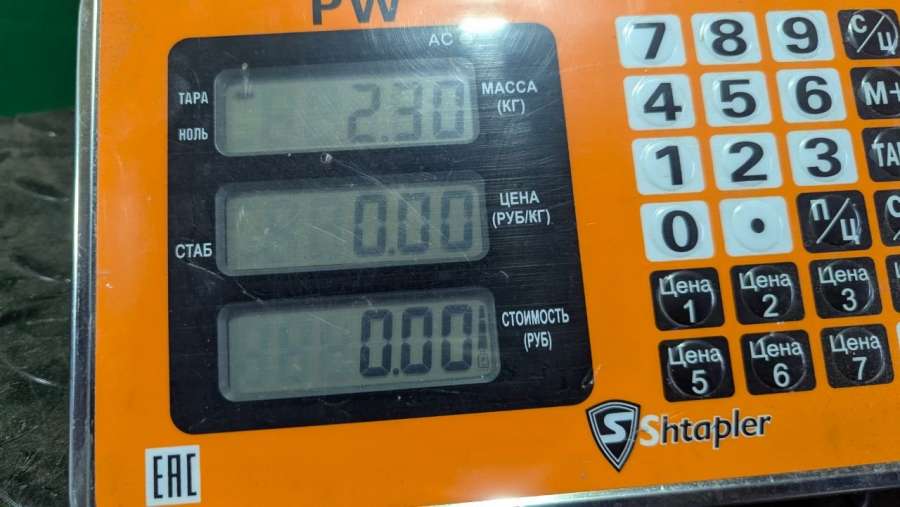 PW
AC
ТАРА
НОЛЬ
2.30
МАССА
(КГ)
СТАБ
0.00
ЦЕНА
(РУБ/КГ)
0.00
СТОИМОСТЬ
(РУБ)
7 8 9 С/Ц
4 5 6 М+
1 2 3 ТА
0 • П/Ц
Цена 1
Цена 2
Цена 3
Цена 5
Цена 6
Цена 7
S Shtapler
EAC